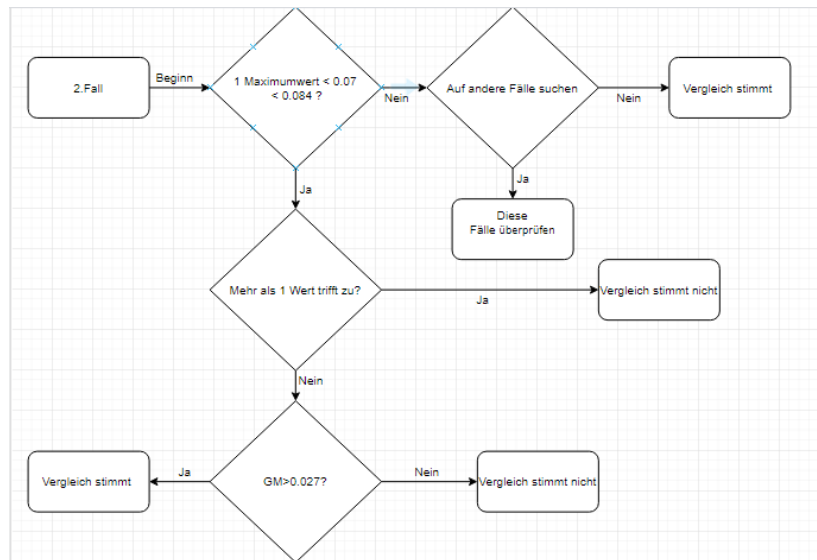 2.Fall
Beginn
1 Maximumwert < 0.07
< 0.084 ?
Nein
Auf andere Fälle suchen
Nein
Vergleich stimmt
Ja
Ja
Diese
Fälle überprüfen
Mehr als 1 Wert trifft zu?
Ja
Vergleich stimmt nicht
Nein
Vergleich stimmt
Ja
GM>0.027?
Nein
Vergleich stimmt nicht